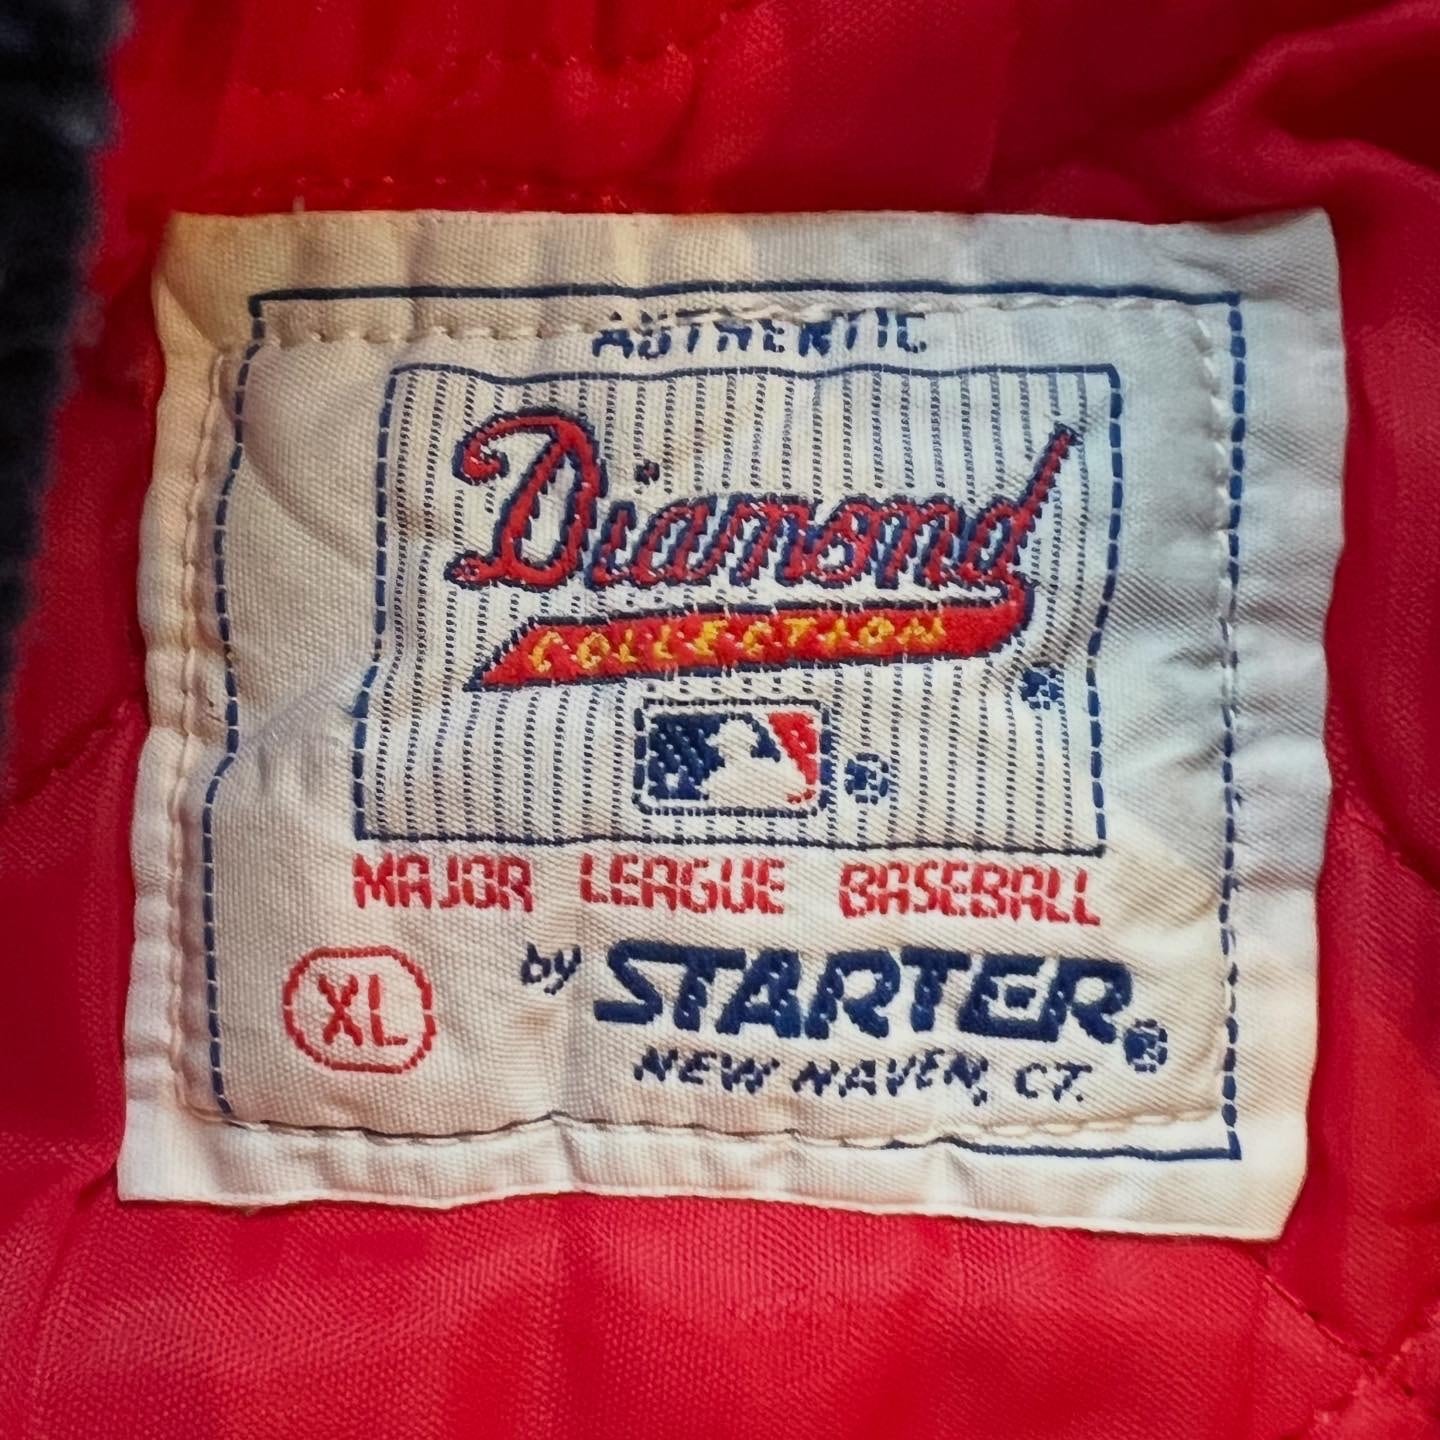 AUTHENTIC
Diamond
COLLECTION
®
®
MAJOR LEAGUE BASEBALL
XL
by STARTER®
NEW HAVEN, CT.